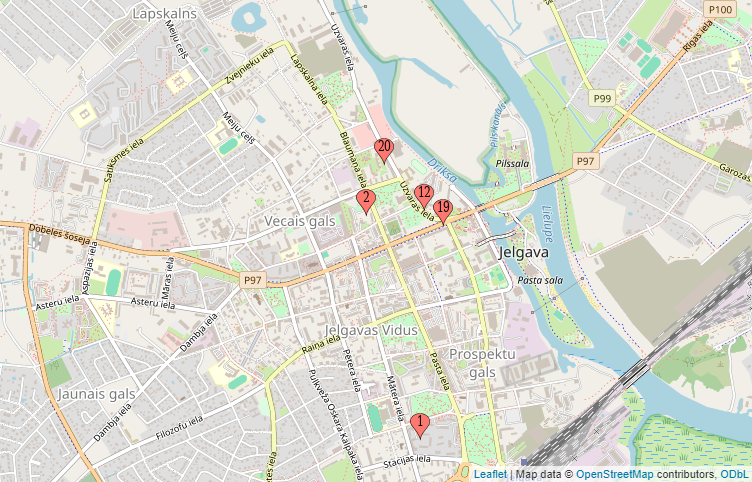 Lapskalns
P100
Meiju ceļš
Uzvaras iela
Rīgas iela
Zvejnieku iela
Lapskalna iela
P99
Meiju ceļš
Pilskanāls
Satiksmes iela
Blaumaņa iela
20
Driksa
Pilssala
P97
Garozas
2
12
Uzvaras iela
19
Lielupe
Vecais gals
Dobeles šoseja
Jelgava
Aspazijas iela
Māras iela
P97
Pasta sala
Asteru iela
Asteru iela
Dambja iela
Jelgavas Vidus
Raiņa iela
Pētera iela
Pasta iela
Prospektu
gals
Jaunais gals
Pulkveža Oskara Kalpaka iela
Mātera iela
Dambja iela
Filozofu iela
1
Stacijas iela
etes iela
Leaflet | Map data © OpenStreetMap contributors, ODbL